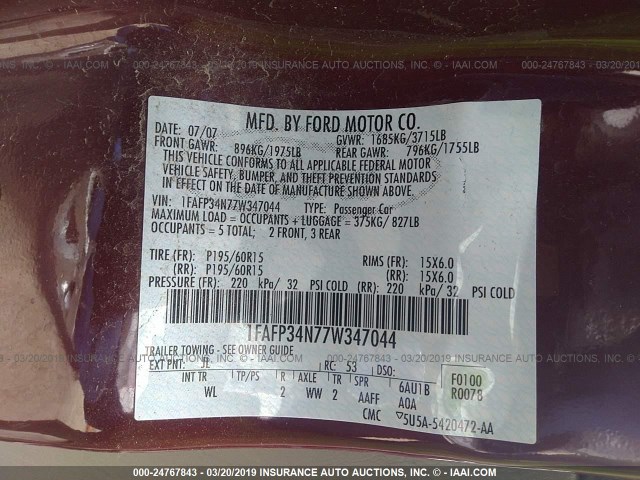 000-24767843 - 03/20/2019 INSURANCE AUTO AUCTIONS, INC. - © - IAAI.COM
MFD. BY FORD MOTOR CO.
07/07
GVWR: 1685KG/3715LB
FRONT GAWR: 896KG/1975LB REAR GAWR: 796KG/1755LB
THIS VEHICLE CONFORMS TO ALL APPLICABLE FEDERAL MOTOR
VEHICLE SAFETY, BUMPER, AND THEFT PREVENTION STANDARDS
IN EFFECT ON THE DATE OF MANUFACTURE SHOWN ABOVE.
VIN: 1FAFP34N77W347044 TYPE: Passenger Car
MAXIMUM LOAD = OCCUPANTS + LUGGAGE = 375KG/ 827LB
OCCUPANTS = 5 TOTAL; 2 FRONT, 3 REAR
TIRE (FR): P195/60R15 RIMS (FR): 15X6.0
(RR): P195/60R15 (RR): 15X6.0
PRESSURE (FR): 220 kPa/ 32 PSI COLD (RR): 220 kPa/ 32 PSI COLD
1FAFP34N77W347044
TRAILER TOWING - SEE OWNER GUIDE
EXT PNT: JL RC: 53 DSO:
INT TR TP/PS R AXLE TR SPR 6AU1B F0100
WL 2 WW 2 AAFF A0A R0078
CMC 5U5A-5420472-AA
000-24767843 - 03/20/2019 INSURANCE AUTO AUCTIONS, INC. - © - IAAI.COM